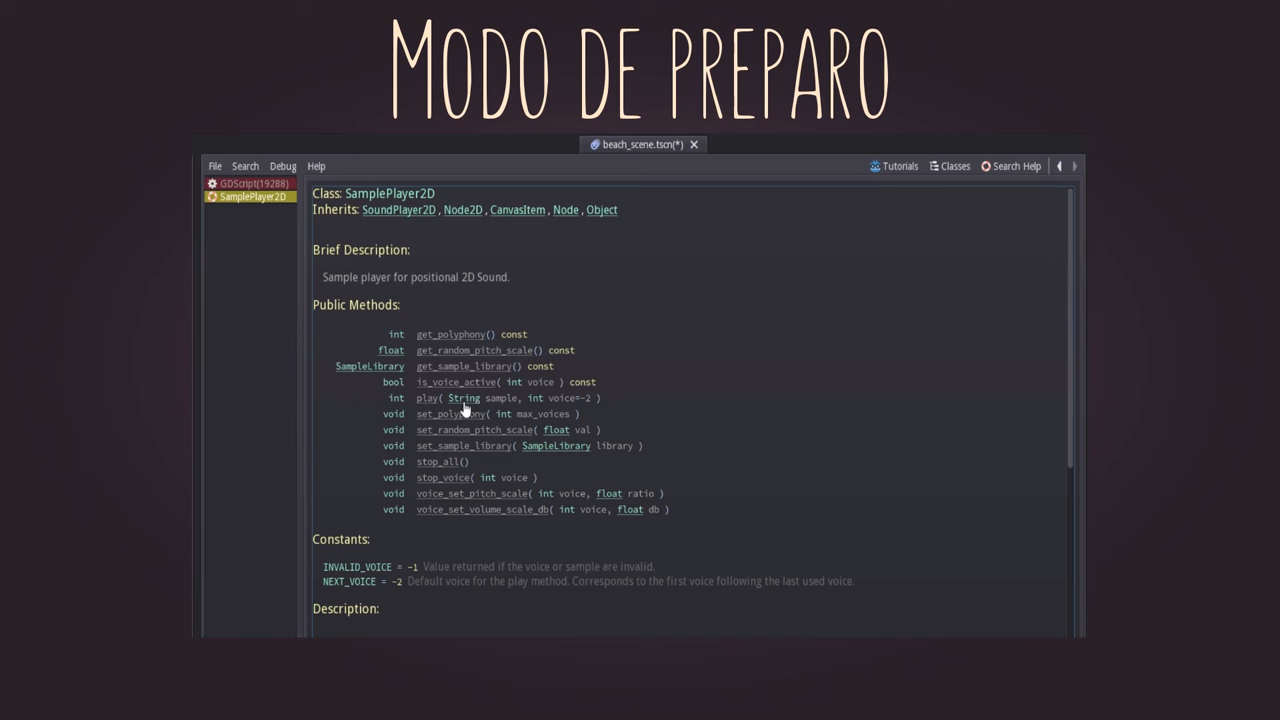 MODO DE PREPARO
beach_scene.tscn(*) X
File Search Debug Help Tutorials Classes Search Help
GDScript(19288)
SamplePlayer2D
Class: SamplePlayer2D
Inherits: SoundPlayer2D , Node2D , CanvasItem , Node , Object
Brief Description:
Sample player for positional 2D Sound.
Public Methods:
int get_polyphony() const
float get_random_pitch_scale() const
SampleLibrary get_sample_library() const
bool is_voice_active( int voice ) const
int play( String sample, int voice=-2 )
void set_polyphony( int max_voices )
void set_random_pitch_scale( float val )
void set_sample_library( SampleLibrary library )
void stop_all()
void stop_voice( int voice )
void voice_set_pitch_scale( int voice, float ratio )
void voice_set_volume_scale_db( int voice, float db )
Constants:
INVALID_VOICE = -1 Value returned if the voice or sample are invalid.
NEXT_VOICE = -2 Default voice for the play method. Corresponds to the first voice following the last used voice.
Description: